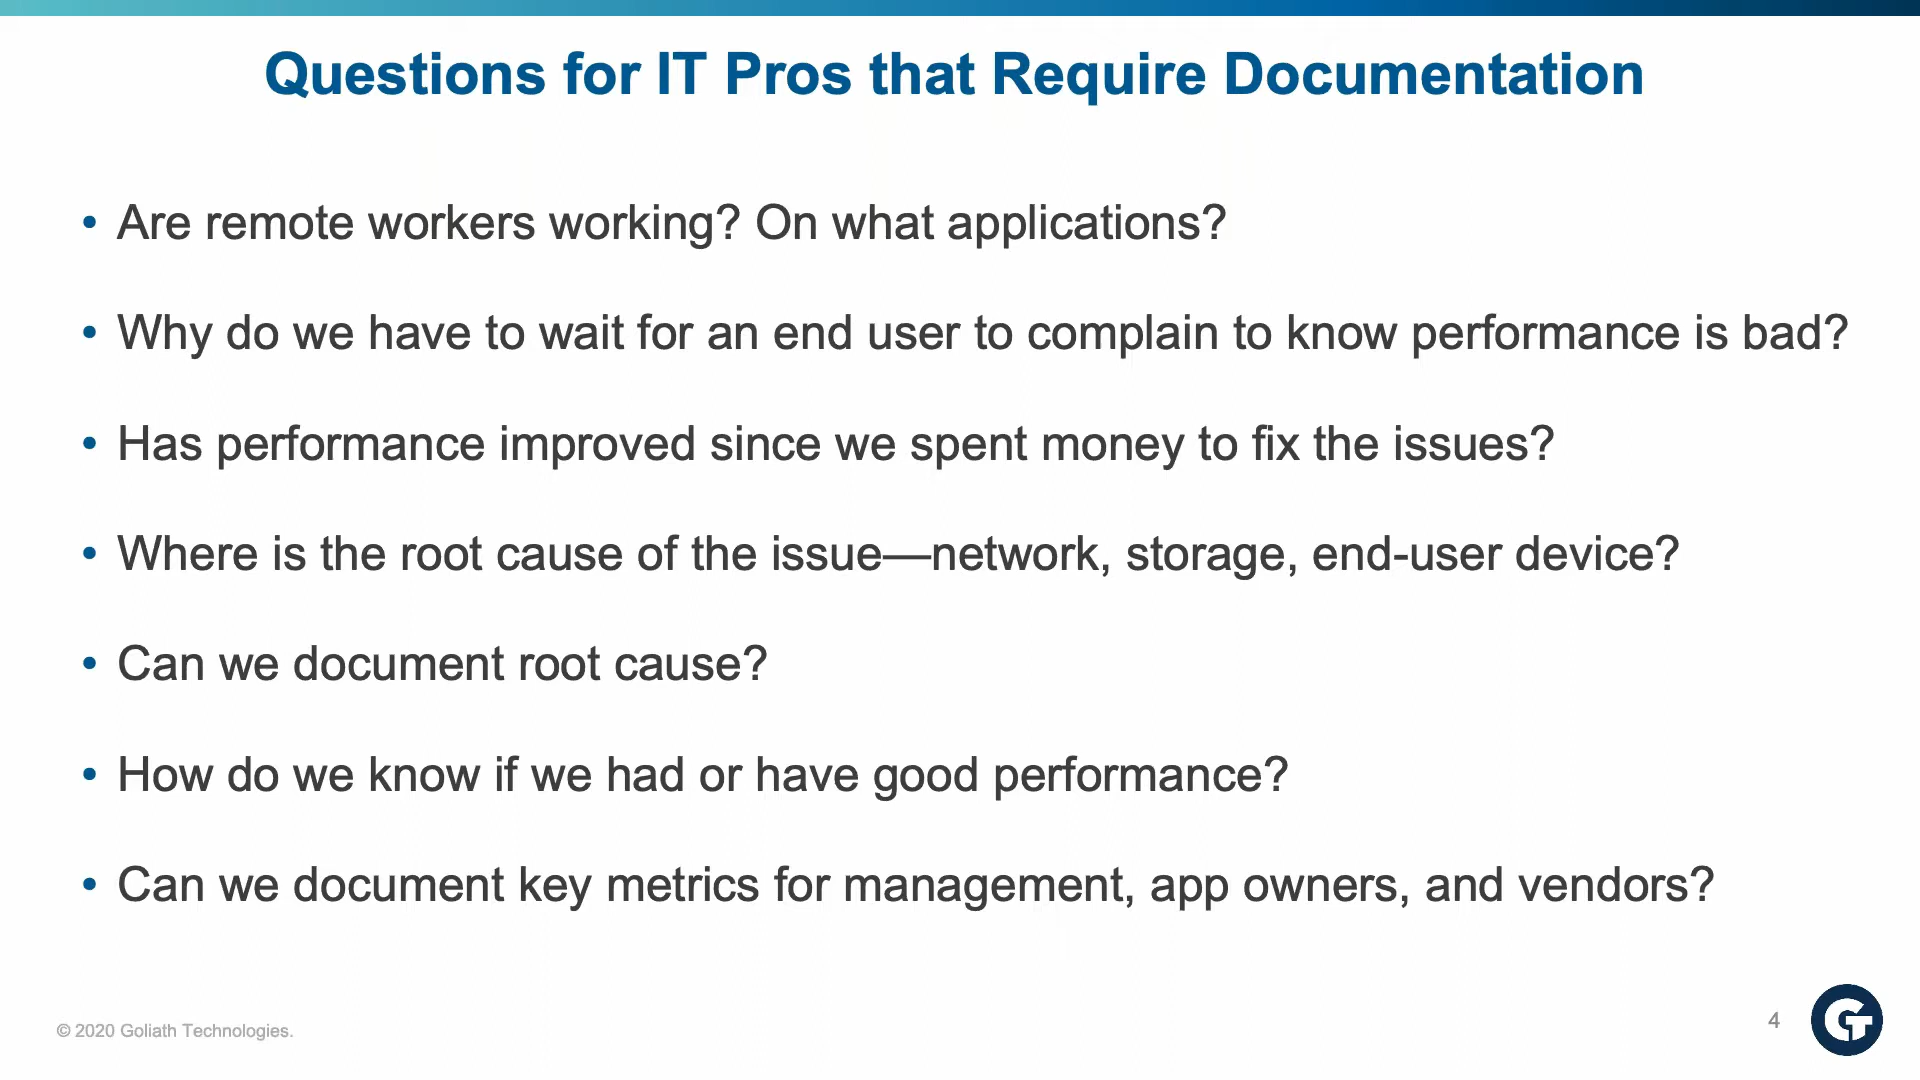 Questions for IT Pros that Require Documentation
• Are remote workers working? On what applications?
• Why do we have to wait for an end user to complain to know performance is bad?
• Has performance improved since we spent money to fix the issues?
• Where is the root cause of the issue—network, storage, end-user device?
• Can we document root cause?
• How do we know if we had or have good performance?
• Can we document key metrics for management, app owners, and vendors?
© 2020 Goliath Technologies.
4
GT